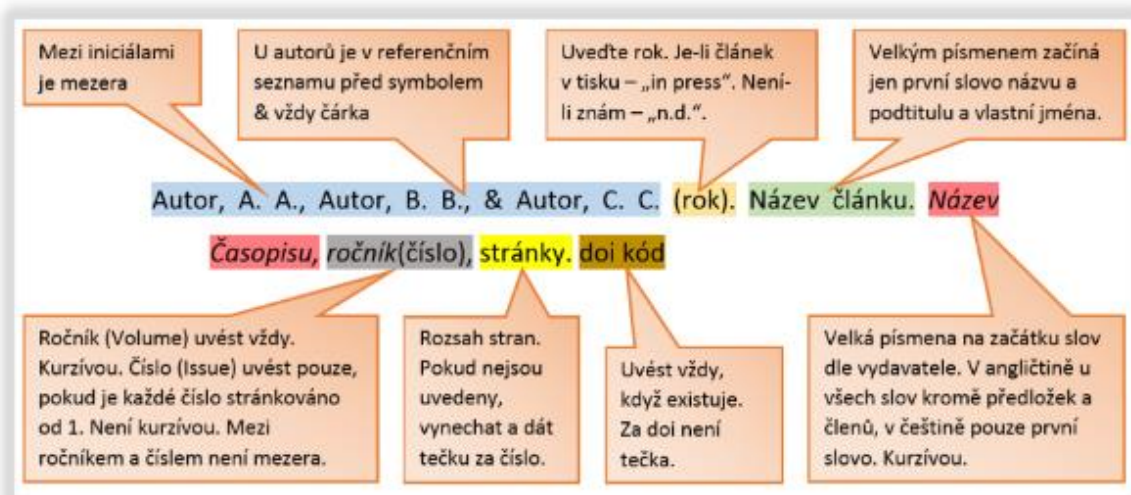 Mezi iniciálami
je mezera
U autorů je v referenčním
seznamu před symbolem
& vždy čárka
Uveďte rok. Je-li článek
v tisku – „in press“. Není-
li znám – „n.d.“.
Velkým písmenem začíná
jen první slovo názvu a
podtitulu a vlastní jména.
Autor, A. A., Autor, B. B., & Autor, C. C. (rok). Název článku. Název
Časopisu, ročník(číslo), stránky. doi kód
Ročník (Volume) uvést vždy.
Kurzívou. Číslo (Issue) uvést pouze,
pokud je každé číslo stránkováno
od 1. Není kurzívou. Mezi
ročníkem a číslem není mezera.
Rozsah stran.
Pokud nejsou
uvedeny,
vynechat a dát
tečku za číslo.
Uvést vždy,
když existuje.
Za doi není
tečka.
Velká písmena na začátku slov
dle vydavatele. V angličtině u
všech slov kromě předložek a
členů, v češtině pouze první
slovo. Kurzívou.